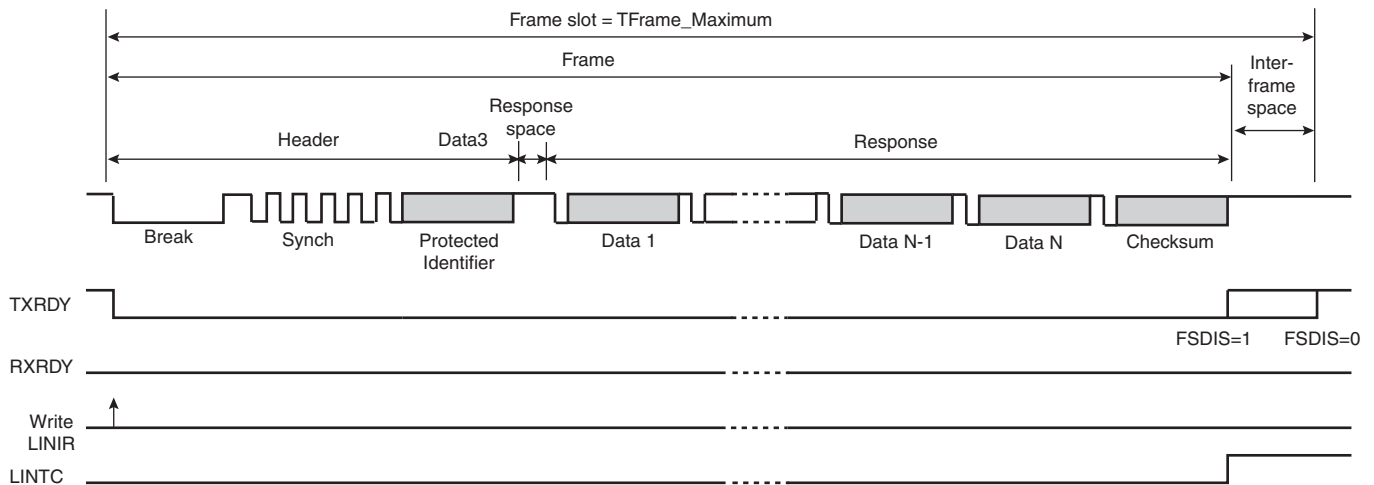 Frame slot = TFrame_Maximum
Frame
Inter-
frame
space
Response
space
Header
Data3
Response
Break
Synch
Protected
Identifier
Data 1
Data N-1
Data N
Checksum
TXRDY
FSDIS=1
FSDIS=0
RXRDY
Write
LINIR
LINTC